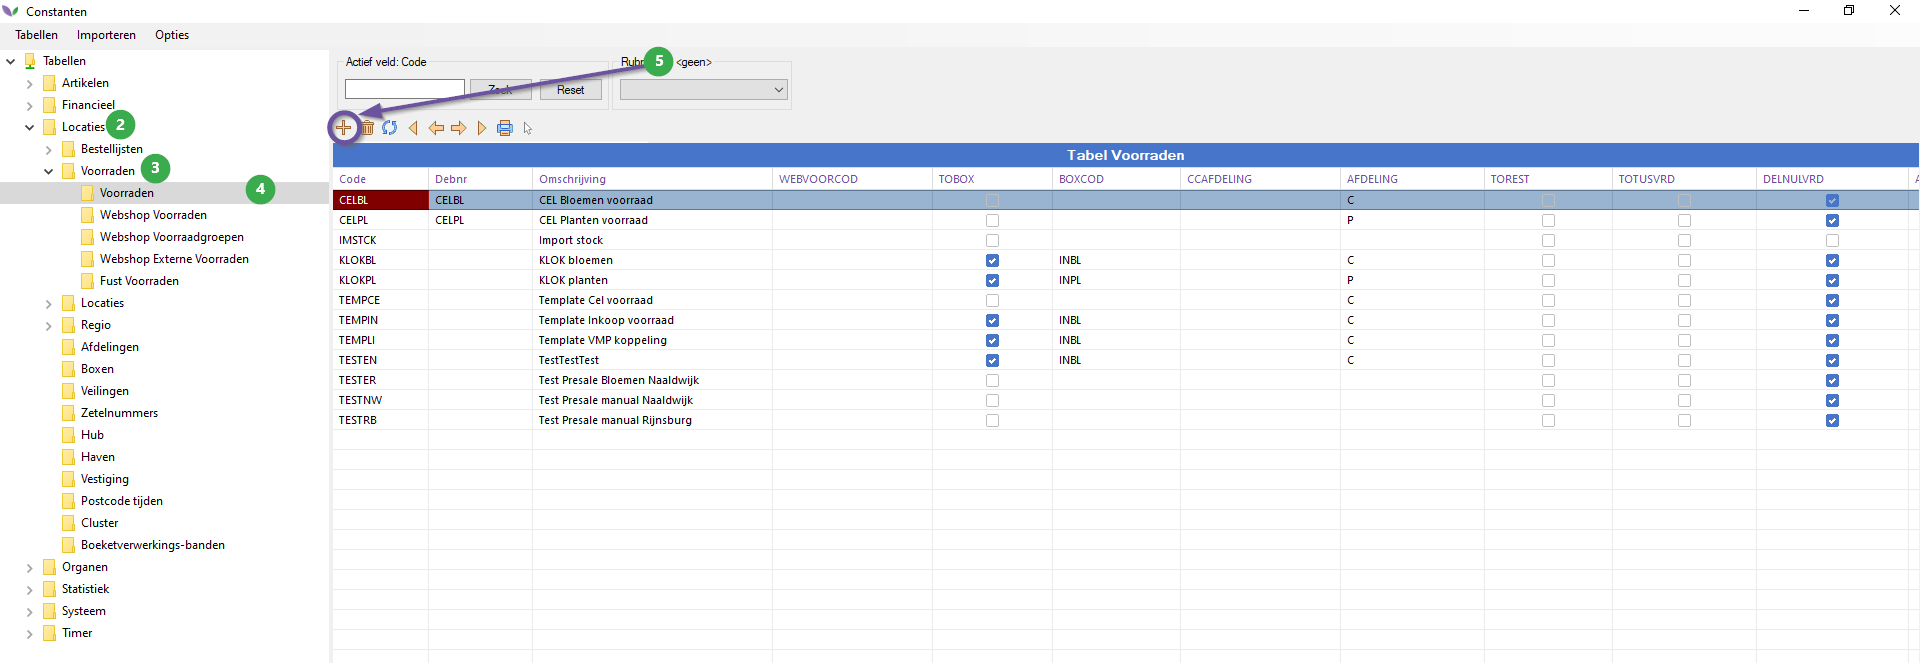 Constanten
Tabellen Importeren Opties
Tabellen
Artikelen
Financieel
Locaties 2
Bestellijsten
Voorraden 3
Voorraden 4
Webshop Voorraden
Webshop Voorraadgroepen
Webshop Externe Voorraden
Fust Voorraden
Locaties
Regio
Afdelingen
Boxen
Veilingen
Zetelnummers
Hub
Haven
Vestiging
Postcode tijden
Cluster
Boeketverwerkings-banden
Organen
Statistiek
Systeem
Timer
Actief veld: Code
Zoek Reset
5 <geen>
Tabel Voorraden
Code Debnr Omschrijving WEBVOORCOD TOBOX BOXCOD CCAFDELING AFDELING TOREST TOTUSVRD DELNULVRD A
CELBL CELBL CEL Bloemen voorraad C
CELPL CELPL CEL Planten voorraad P
IMSTCK Import stock
KLOKBL KLOK bloemen INBL C
KLOKPL KLOK planten INPL P
TEMPCE Template Cel voorraad C
TEMPIN Template Inkoop voorraad INBL C
TEMPLI Template VMP koppeling INBL C
TESTEN TestTestTest INBL C
TESTER Test Presale Bloemen Naaldwijk
TESTNW Test Presale manual Naaldwijk
TESTRB Test Presale manual Rijnsburg